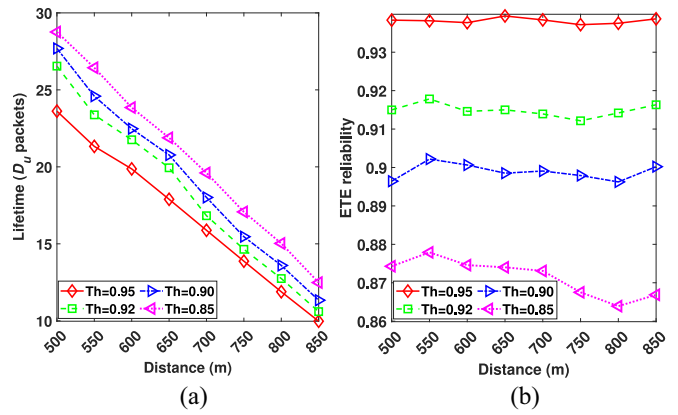 30
25
20
15
10
Lifetime (Du packets)
Th=0.95 Th=0.90
Th=0.92 Th=0.85
500 550 600 650 700 750 800 850
Distance (m)
(a)
0.93
0.92
0.91
0.9
0.89
0.88
0.87
0.86
ETE reliability
Th=0.95 Th=0.90
Th=0.92 Th=0.85
500 550 600 650 700 750 800 850
Distance (m)
(b)